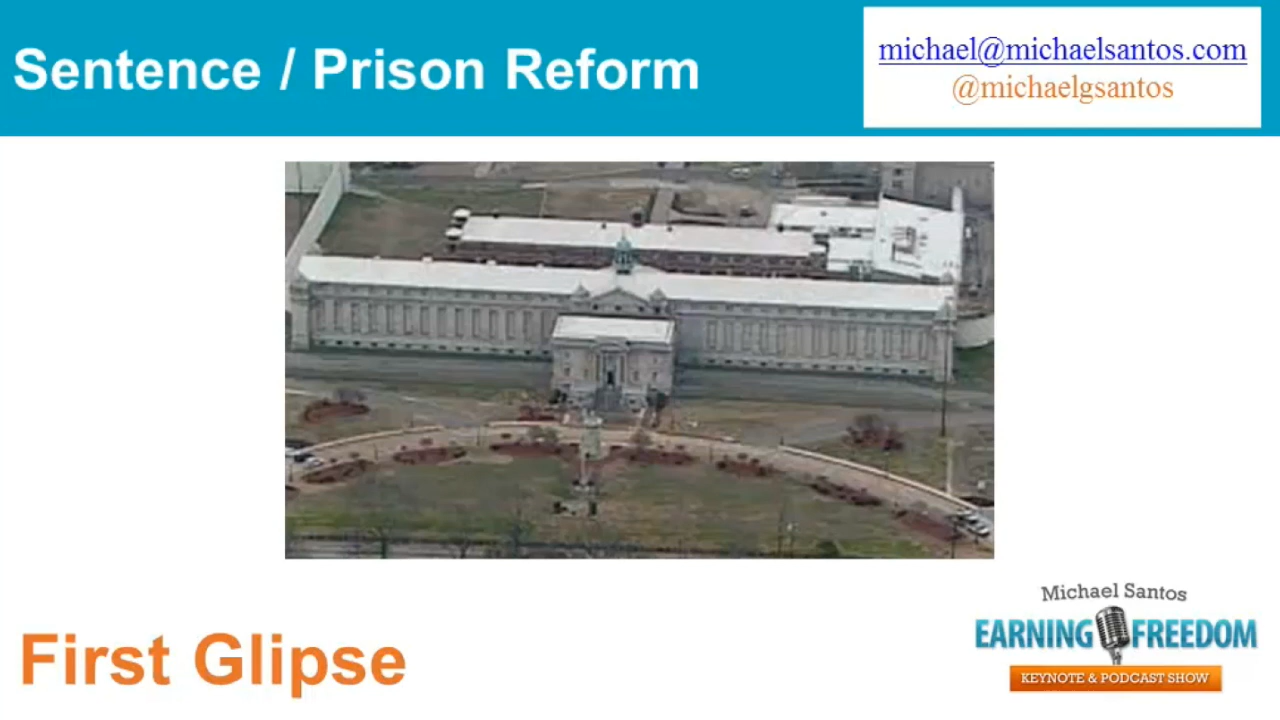 Sentence / Prison Reform
michael@michaelsantos.com
@michaelgsantos
First Glipse
Michael Santos
EARNING FREEDOM
KEYNOTE & PODCAST SHOW